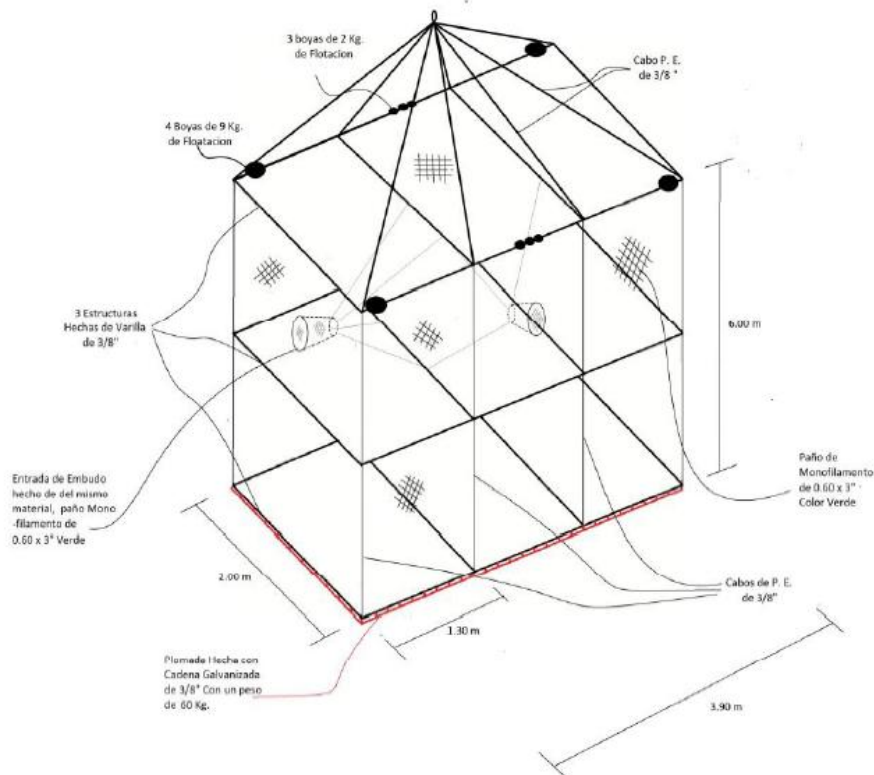 3 boyas de 2 Kg.
de Flotacion
Cabo P. E.
de 3/8 "
4 Boyas de 9 Kg.
de Floatacion
3 Estructuras
Hechas de Varilla
de 3/8"
6.00 m
Entrada de Embudo
hecho de del mismo
material, paño Mono
-filamento de
0.60 x 3" Verde
Paño de
Monofilamento
de 0.60 x 3"
Color Verde
2.00 m
1.30 m
Cabos de P. E.
de 3/8"
Plomada Hecha con
Cadena Galvanizada
de 3/8" Con un peso
de 60 Kg.
3.90 m